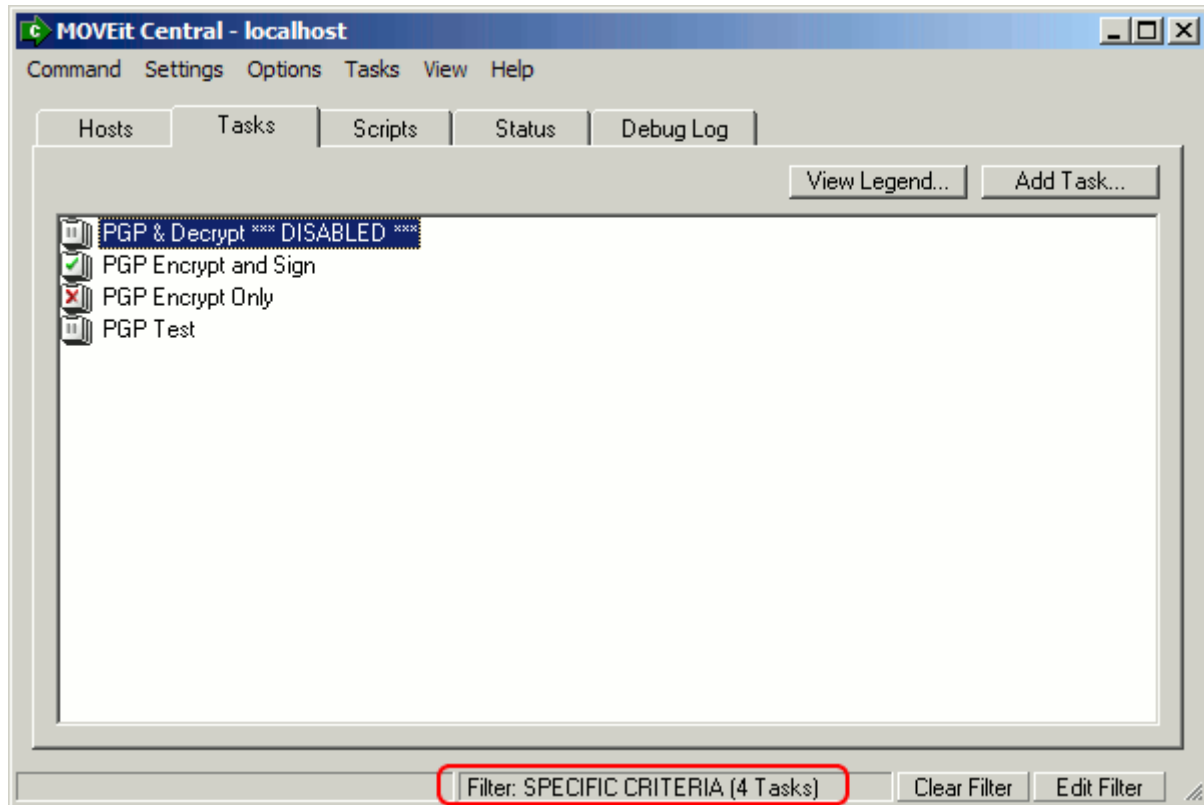 MOVEit Central - localhost
Command Settings Options Tasks View Help
Hosts Tasks Scripts Status Debug Log
View Legend... Add Task...
PGP & Decrypt *** DISABLED ***
PGP Encrypt and Sign
PGP Encrypt Only
PGP Test
Filter: SPECIFIC CRITERIA (4 Tasks) Clear Filter Edit Filter